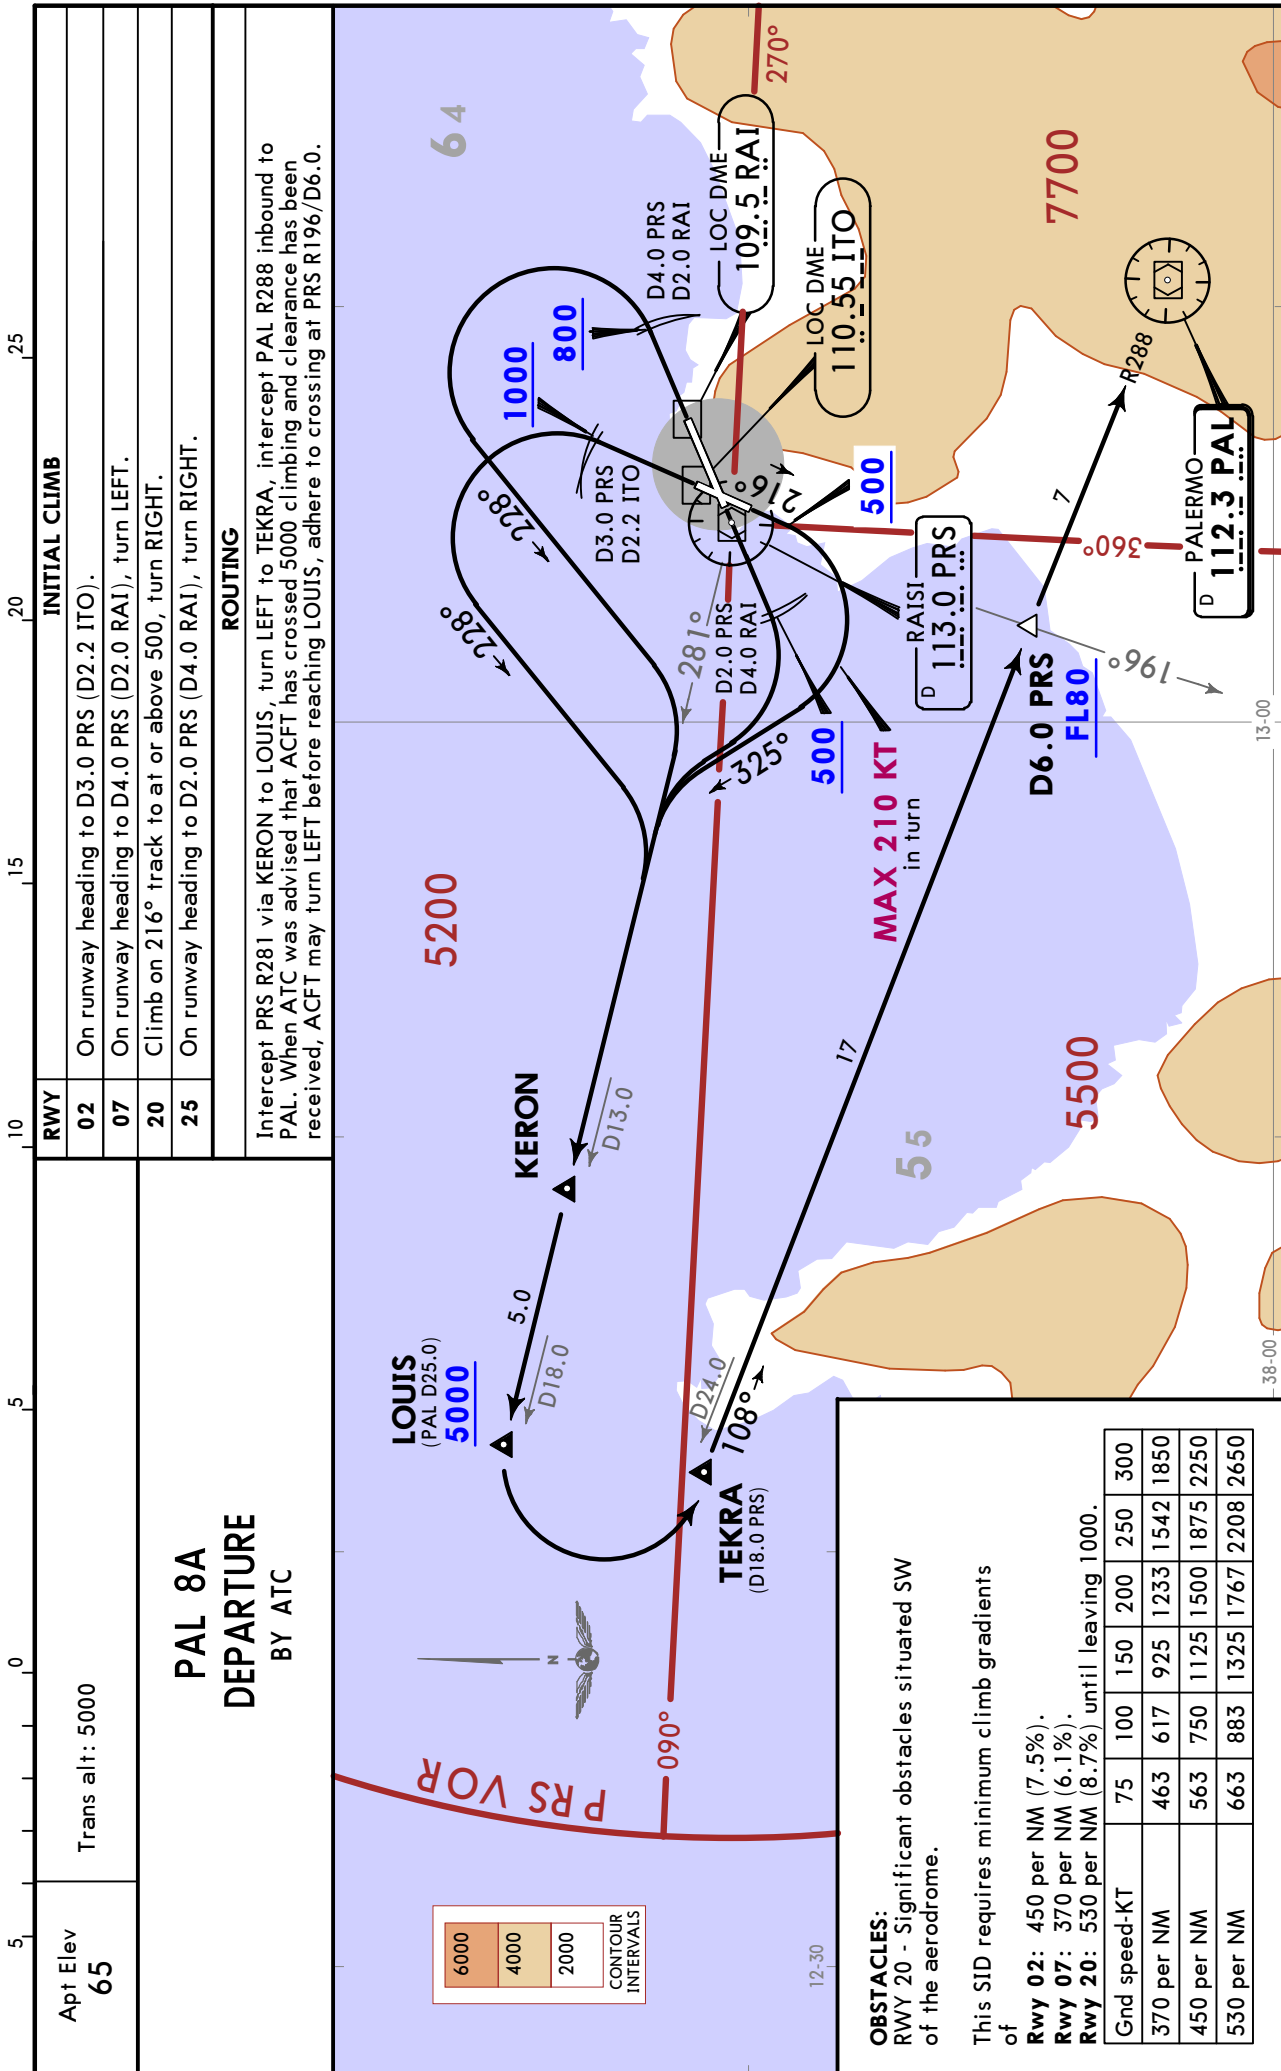 Apt Elev
65
Trans alt: 5000
PAL 8A
DEPARTURE
BY ATC
RWY
INITIAL CLIMB
02
On runway heading to D3.0 PRS (D2.2 ITO).
07
On runway heading to D4.0 PRS (D2.0 RAI), turn LEFT.
20
Climb on 216° track to at or above 500, turn RIGHT.
25
On runway heading to D2.0 PRS (D4.0 RAI), turn RIGHT.
ROUTING
Intercept PRS R281 via KERON to LOUIS, turn LEFT to TEKRA, intercept PAL R288 inbound to
PAL. When ATC was advised that ACFT has crossed 5000 climbing and clearance has been
received, ACFT may turn LEFT before reaching LOUIS, adhere to crossing at PRS R196/D6.0.
5
0
5
10
15
20
25
PRS VOR
090°
N
6000
4000
2000
CONTOUR
INTERVALS
LOUIS
(PAL D25.0)
5000
5.0
D18.0
KERON
D13.0
TEKRA
(D18.0 PRS)
D24.0
108°
17
5200
5500
55
64
7700
228°
228°
1000
800
D3.0 PRS
D2.2 ITO
D4.0 PRS
D2.0 RAI
LOC DME
109.5 RAI
LOC DME
110.55 ITO
270°
281°
D2.0 PRS
D4.0 RAI
216°
500
325°
500
MAX 210 KT
in turn
RAISI
D
113.0 PRS
360°
196°
D6.0 PRS
FL80
7
R288
PALERMO
D
112.3 PAL
12-30
13-00
38-00
OBSTACLES:
RWY 20 - Significant obstacles situated SW
of the aerodrome.
This SID requires minimum climb gradients
of
Rwy 02: 450 per NM (7.5%).
Rwy 07: 370 per NM (6.1%).
Rwy 20: 530 per NM (8.7%) until leaving 1000.
Gnd speed-KT 75 100 150 200 250 300
370 per NM 463 617 925 1233 1542 1850
450 per NM 563 750 1125 1500 1875 2250
530 per NM 663 883 1325 1767 2208 2650